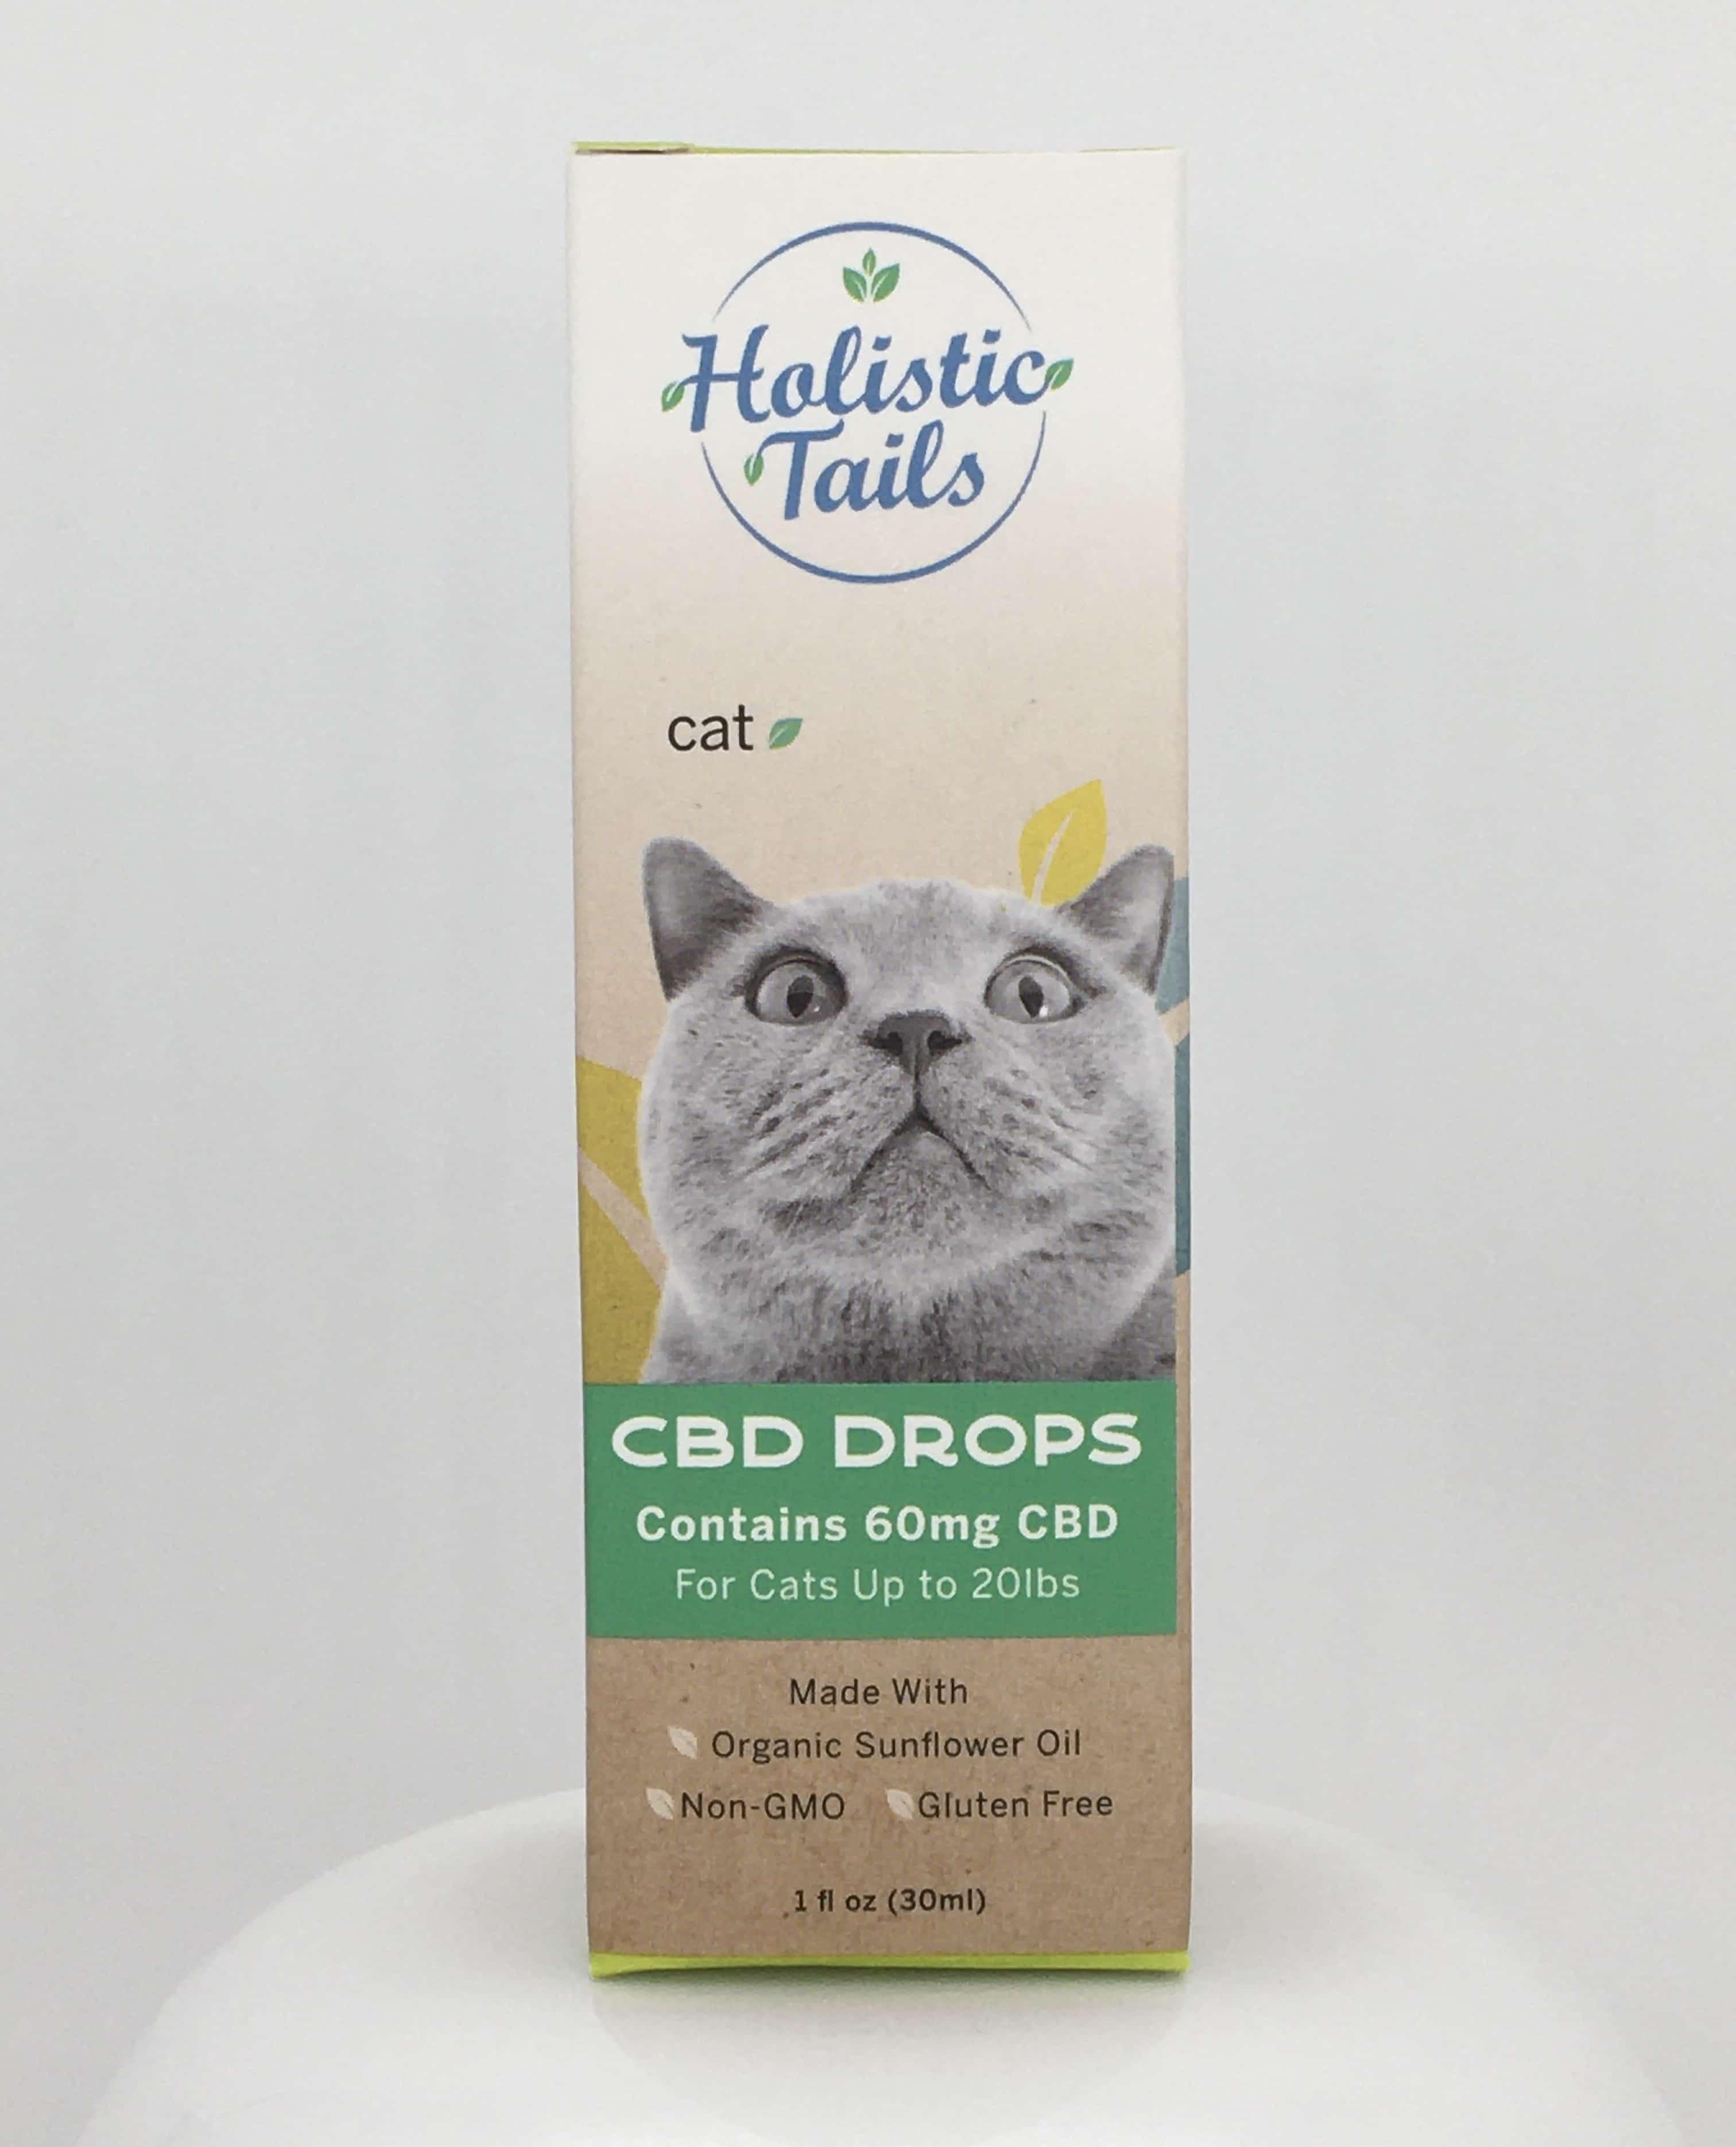 Holistic
Tails
cat
CBD DROPS
Contains 60mg CBD
For Cats Up to 20lbs
Made With
Organic Sunflower Oil
Non-GMO Gluten Free
1 fl oz (30ml)